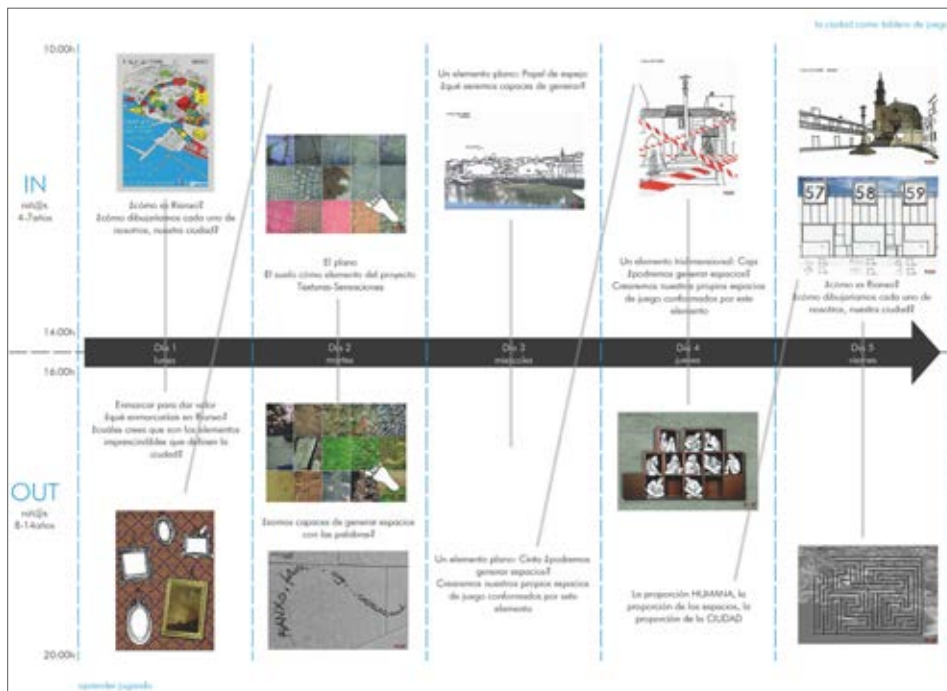 la ciudad como tablero de juego
10:00h
IN
niñ@s
4-7años
¿cómo es Rianxo?
¿cómo dibujaríamos cada uno de
nosotros, nuestra ciudad?
El plano
El suelo cómo elemento del proyecto
Texturas-Sensaciones
Un elemento plano: Papel de espejo
¿qué seremos capaces de generar?
Un elemento tridimensional: Caja
¿podremos generar espacios?
Crearemos nuestros propios espacios
de juego conformados por este
elemento
57 58 59
¿cómo es Rianxo?
¿cómo dibujaríamos cada uno de
nosotros, nuestra ciudad?
14:00h
Día 1
lunes
Día 2
martes
Día 3
miércoles
Día 4
jueves
Día 5
viernes
16:00h
OUT
niñ@s
8-14años
Enmarcar para dar valor
¿qué enmarcaríais en Rianxo?
¿cuáles crees que son los elementos
imprescindibles que definen la
ciudad?
¿somos capaces de generar espacios
con las palabras?
RANXO,
Un elemento plano: Cinta ¿podremos
generar espacios?
Crearemos nuestros propios espacios
de juego conformados por este
elemento
La proporción HUMANA, la
proporción de los espacios, la
proporción de la CIUDAD
20:00h
aprender jugando